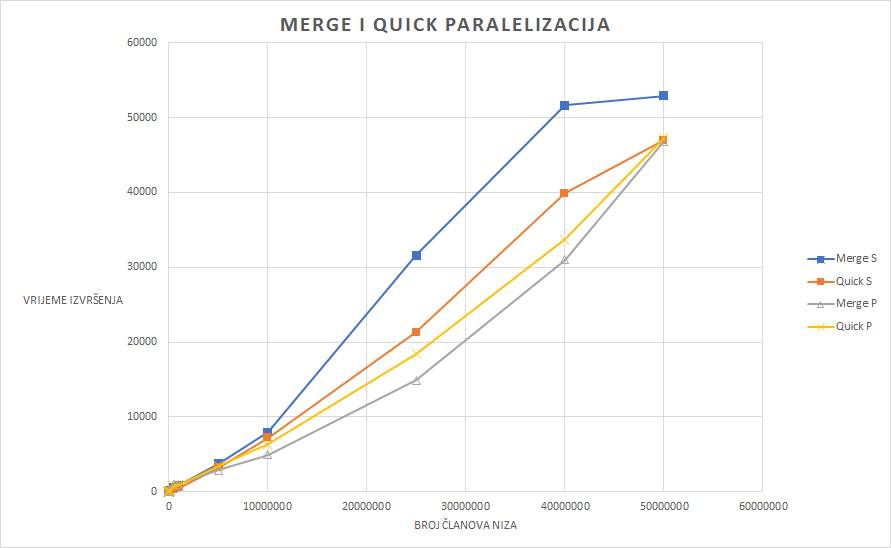 MERGE I QUICK PARALELIZACIJA
60000
50000
40000
30000
20000
10000
0
VRIJEME IZVRŠENJA
0 10000000 20000000 30000000 40000000 50000000 60000000
BROJ ČLANOVA NIZA
Merge S
Quick S
Merge P
Quick P